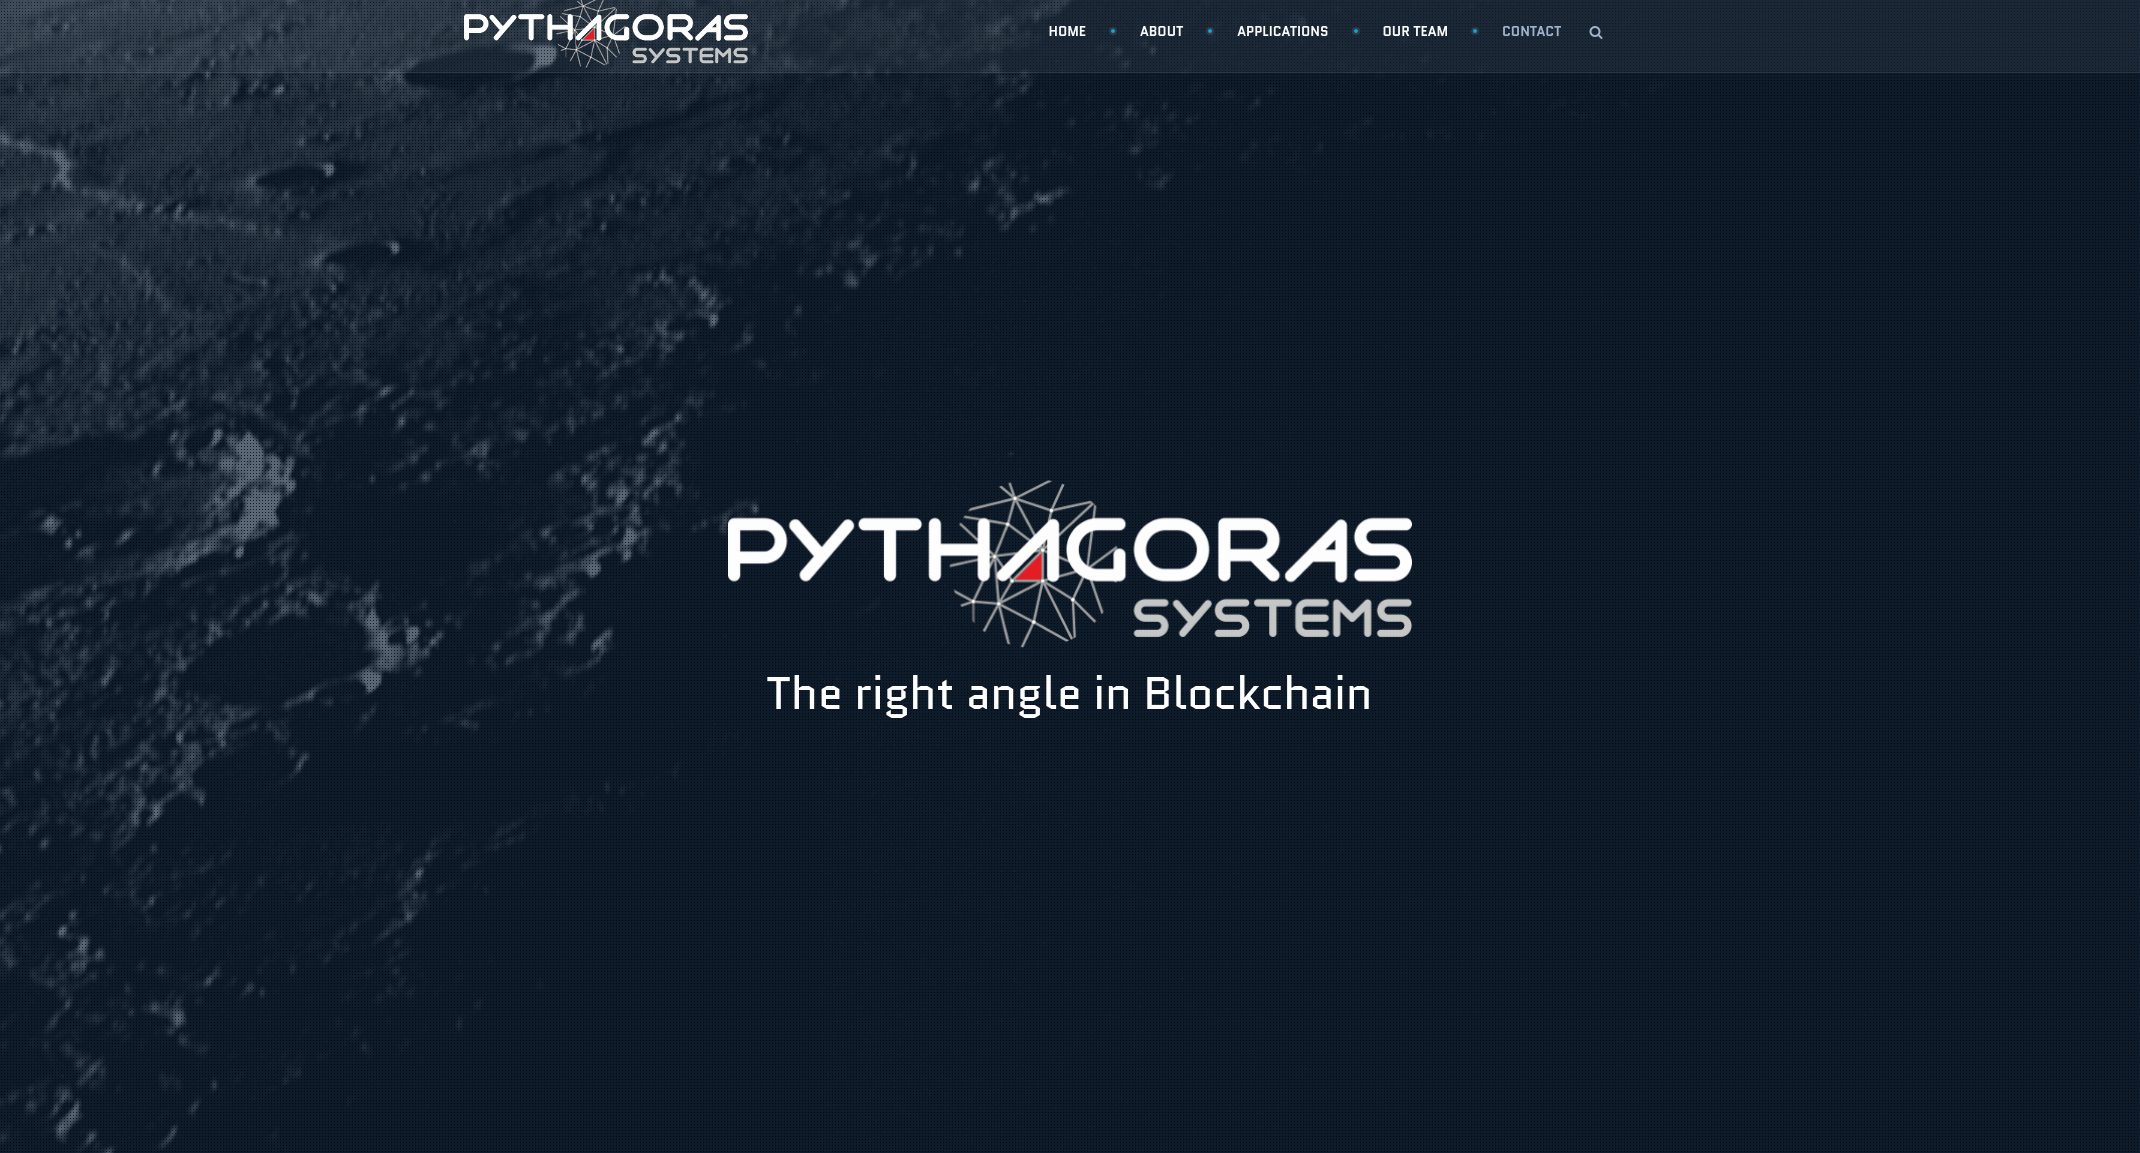 PYTHAGORAS
SYSTEMS
HOME
ABOUT
APPLICATIONS
OUR TEAM
CONTACT
PYTHAGORAS
SYSTEMS
The right angle in Blockchain